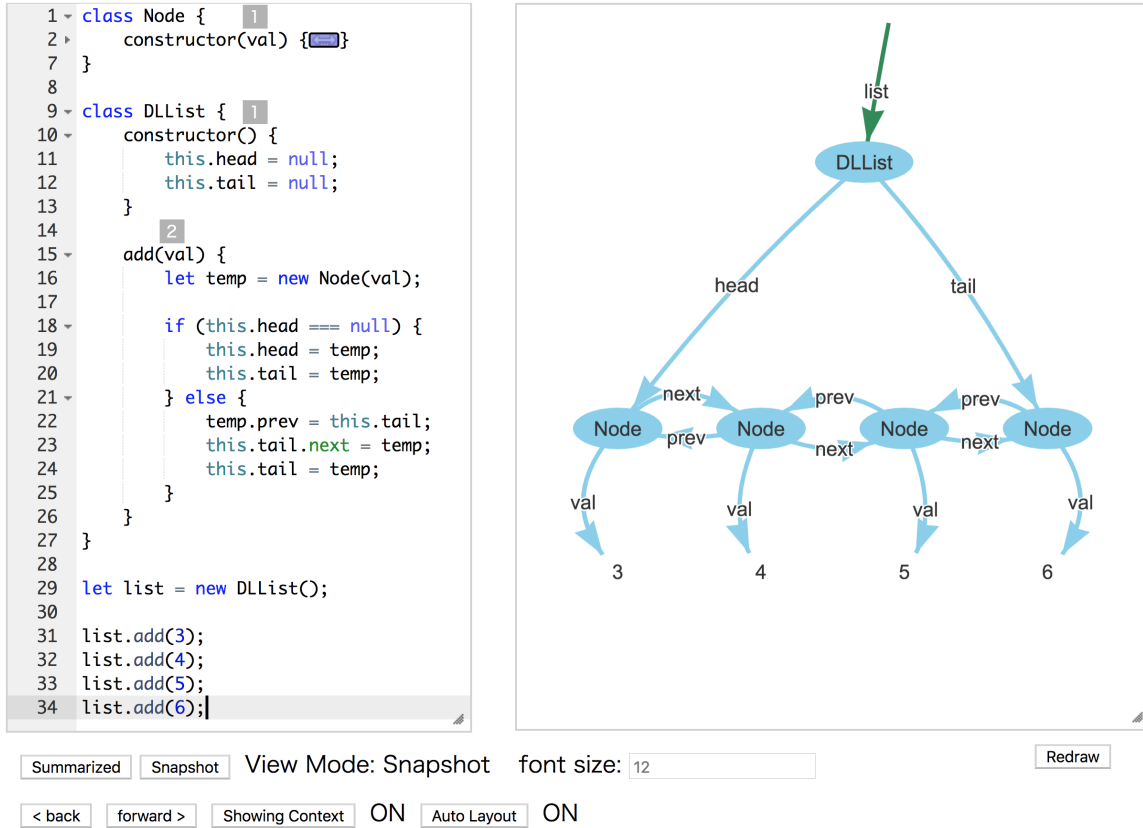 1 class Node { 1
2 constructor(val) {↔}
7 }
8
9 class DLList { 1
10 constructor() {
11 this.head = null;
12 this.tail = null;
13 }
14 2
15 add(val) {
16 let temp = new Node(val);
17
18 if (this.head === null) {
19 this.head = temp;
20 this.tail = temp;
21 } else {
22 temp.prev = this.tail;
23 this.tail.next = temp;
24 this.tail = temp;
25 }
26 }
27 }
28
29 let list = new DLList();
30
31 list.add(3);
32 list.add(4);
33 list.add(5);
34 list.add(6);
list
DLList
head tail
next prev prev
Node Node Node Node
prev next next
val val val val
3 4 5 6
Summarized Snapshot View Mode: Snapshot font size: 12 Redraw
< back forward > Showing Context ON Auto Layout ON